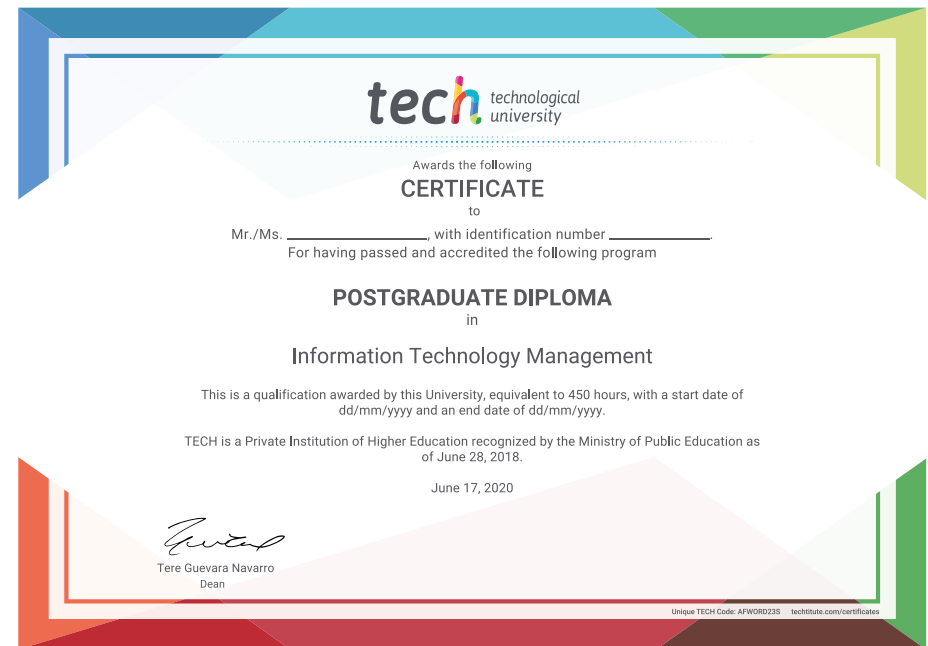 tech technological
university
Awards the following
CERTIFICATE
to
Mr./Ms. ____________________, with identification number ______________.
For having passed and accredited the following program
POSTGRADUATE DIPLOMA
in
Information Technology Management
This is a qualification awarded by this University, equivalent to 450 hours, with a start date of
dd/mm/yyyy and an end date of dd/mm/yyyy.
TECH is a Private Institution of Higher Education recognized by the Ministry of Public Education as
of June 28, 2018.
June 17, 2020
Tere Guevara Navarro
Dean
Unique TECH Code: AFWORD23S techtitute.com/certificates